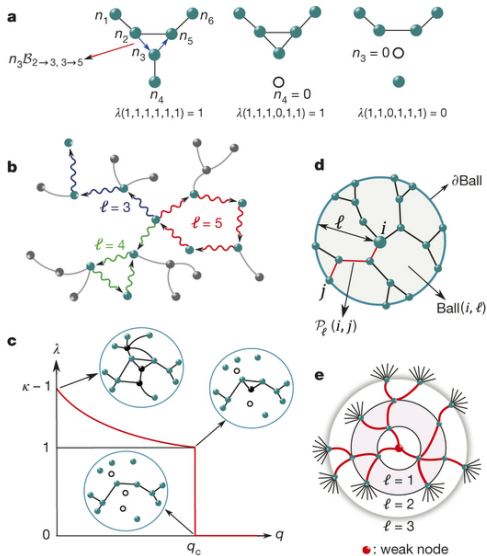 a
n₁ n₆
n₂ n₅
n₃
n₃ℬ₂→₃, ₃→₅
n₄
n₄ = 0
n₃ = 0
λ(1,1,1,1,1,1) = 1
λ(1,1,1,0,1,1) = 1
λ(1,1,0,1,1,1) = 0
b
ℓ = 3
ℓ = 5
ℓ = 4
d
∂Ball
ℓ
i
j
𝒫ℓ (i, j)
Ball(i, ℓ)
c
λ
κ − 1
1
0
q꜀
q
e
ℓ = 1
ℓ = 2
ℓ = 3
: weak node